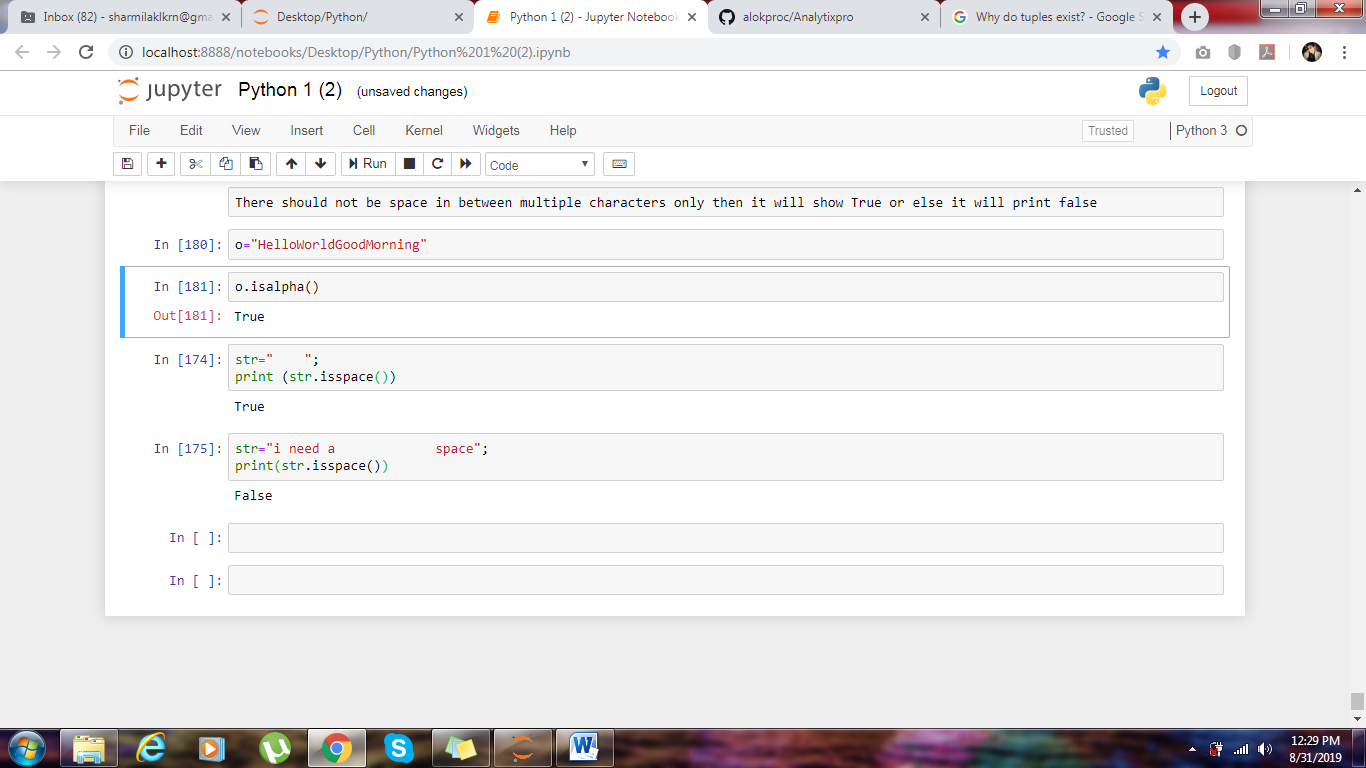 Inbox (82) - sharmilaklkrn@gma
Desktop/Python/
Python 1 (2) - Jupyter Notebook
alokproc/Analytixpro
Why do tuples exist? - Google S
localhost:8888/notebooks/Desktop/Python/Python%201%20(2).ipynb
jupyter Python 1 (2) (unsaved changes)
Logout
File Edit View Insert Cell Kernel Widgets Help
Trusted
Python 3
Run
Code
There should not be space in between multiple characters only then it will show True or else it will print false
In [180]: o="HelloWorldGoodMorning"
In [181]: o.isalpha()
Out[181]: True
In [174]: str="    ";
print (str.isspace())
True
In [175]: str="i need a             space";
print(str.isspace())
False
In [ ]:
In [ ]:
12:29 PM
8/31/2019